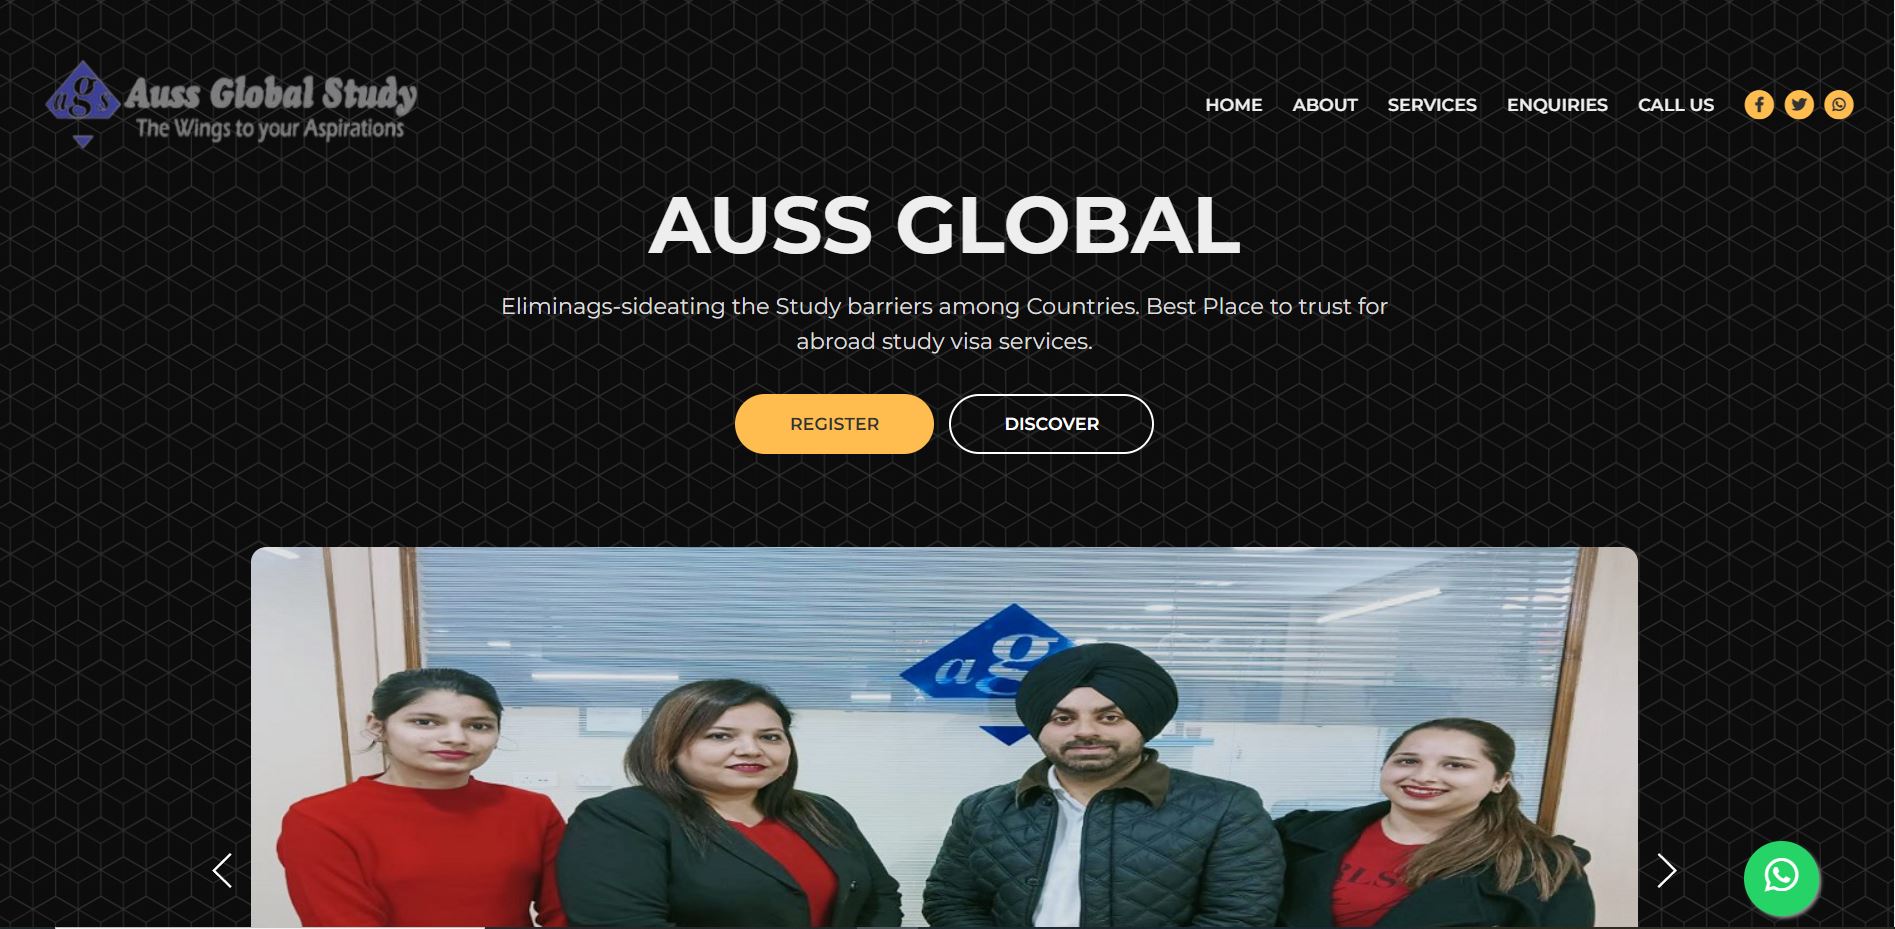 ags Auss Global Study
The Wings to your Aspirations
HOME ABOUT SERVICES ENQUIRIES CALL US
AUSS GLOBAL
Eliminags-sideating the Study barriers among Countries. Best Place to trust for
abroad study visa services.
REGISTER DISCOVER
ag